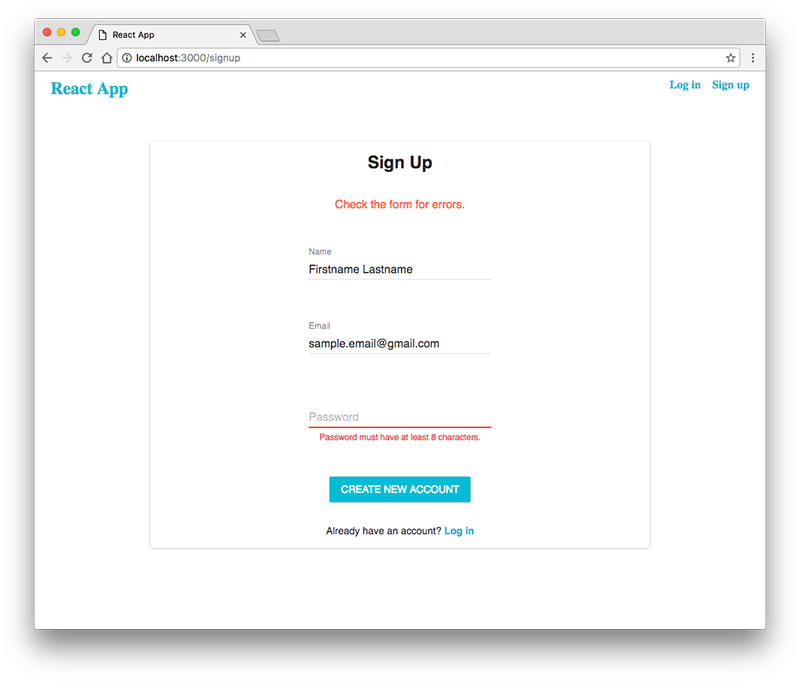 React App
localhost:3000/signup
React App
Log in Sign up
Sign Up
Check the form for errors.
Name
Firstname Lastname
Email
sample.email@gmail.com
Password
Password must have at least 8 characters.
CREATE NEW ACCOUNT
Already have an account? Log in